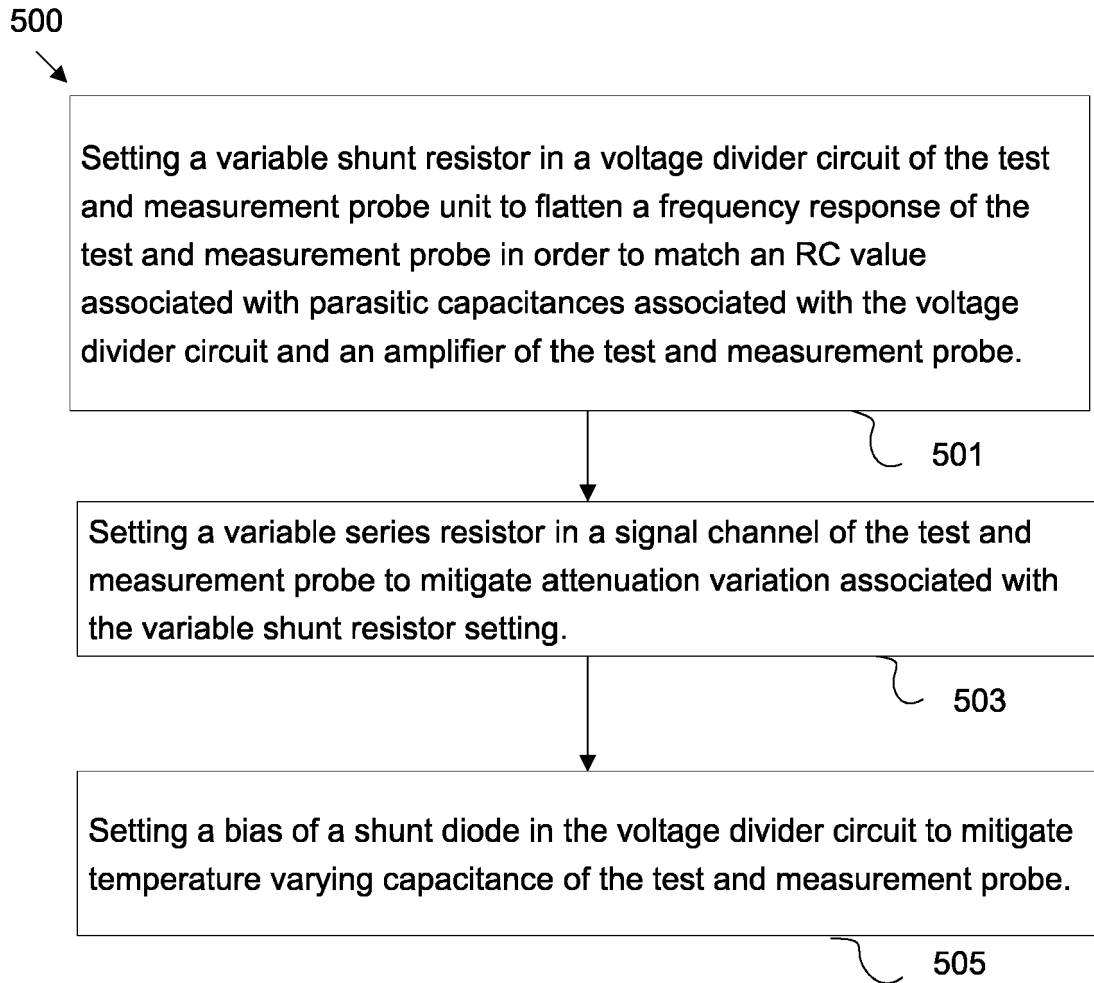 500
Setting a variable shunt resistor in a voltage divider circuit of the test
and measurement probe unit to flatten a frequency response of the
test and measurement probe in order to match an RC value
associated with parasitic capacitances associated with the voltage
divider circuit and an amplifier of the test and measurement probe.
501
Setting a variable series resistor in a signal channel of the test and
measurement probe to mitigate attenuation variation associated with
the variable shunt resistor setting.
503
Setting a bias of a shunt diode in the voltage divider circuit to mitigate
temperature varying capacitance of the test and measurement probe.
505